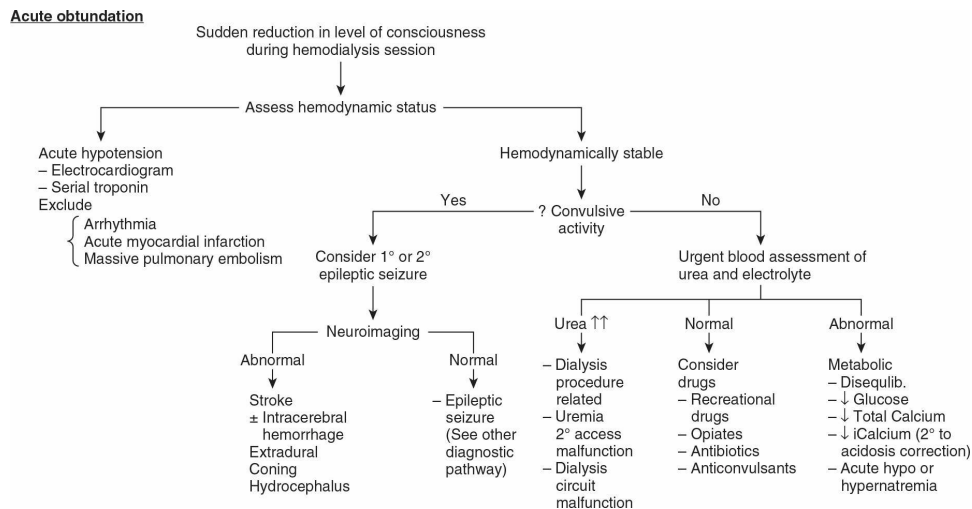 Acute obtundation
Sudden reduction in level of consciousness
during hemodialysis session
Assess hemodynamic status
Acute hypotension
– Electrocardiogram
– Serial troponin
Exclude
Arrhythmia
Acute myocardial infarction
Massive pulmonary embolism
Hemodynamically stable
Yes
? Convulsive
activity
No
Consider 1° or 2°
epileptic seizure
Urgent blood assessment of
urea and electrolyte
Neuroimaging
Abnormal
Normal
Stroke
± Intracerebral
hemorrhage
Extradural
Coning
Hydrocephalus
– Epileptic
seizure
(See other
diagnostic
pathway)
Urea ↑↑
Normal
Abnormal
– Dialysis
procedure
related
– Uremia
2° access
malfunction
– Dialysis
circuit
malfunction
Consider
drugs
– Recreational
drugs
– Opiates
– Antibiotics
– Anticonvulsants
Metabolic
– Disequlib.
– ↓ Glucose
– ↓ Total Calcium
– ↓ iCalcium (2° to
acidosis correction)
– Acute hypo or
hypernatremia